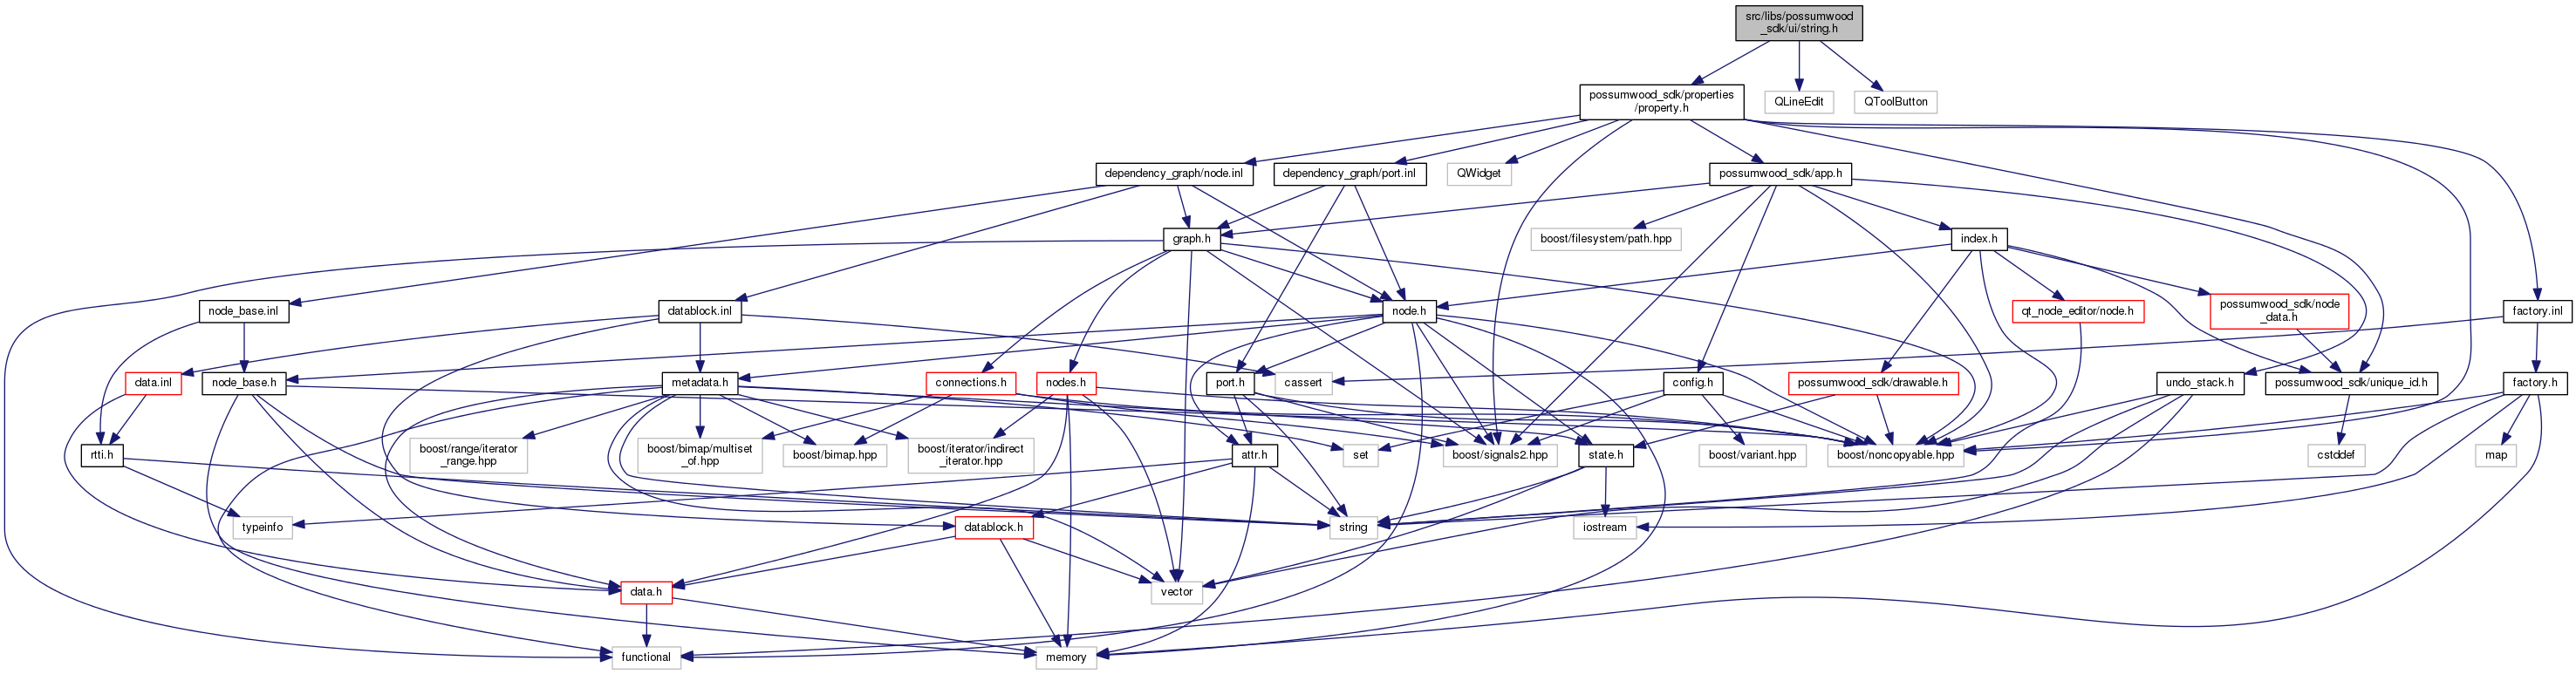 src/libs/possumwood
_sdk/ui/string.h
possumwood_sdk/properties
/property.h
QLineEdit
QToolButton
dependency_graph/node.inl
dependency_graph/port.inl
QWidget
possumwood_sdk/app.h
graph.h
boost/filesystem/path.hpp
index.h
node_base.inl
datablock.inl
node.h
qt_node_editor/node.h
possumwood_sdk/node
_data.h
factory.inl
data.inl
node_base.h
metadata.h
connections.h
nodes.h
port.h
cassert
config.h
possumwood_sdk/drawable.h
undo_stack.h
possumwood_sdk/unique_id.h
factory.h
rtti.h
boost/range/iterator
_range.hpp
boost/bimap/multiset
_of.hpp
boost/bimap.hpp
boost/iterator/indirect
_iterator.hpp
set
attr.h
boost/signals2.hpp
state.h
boost/variant.hpp
boost/noncopyable.hpp
cstddef
map
typeinfo
string
datablock.h
iostream
data.h
vector
functional
memory